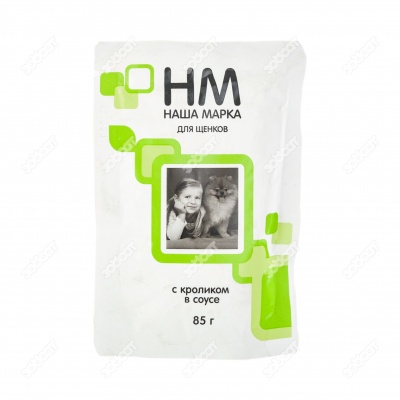 НМ
НАША МАРКА
ДЛЯ ЩЕНКОВ
с кроликом
в соусе
85 г